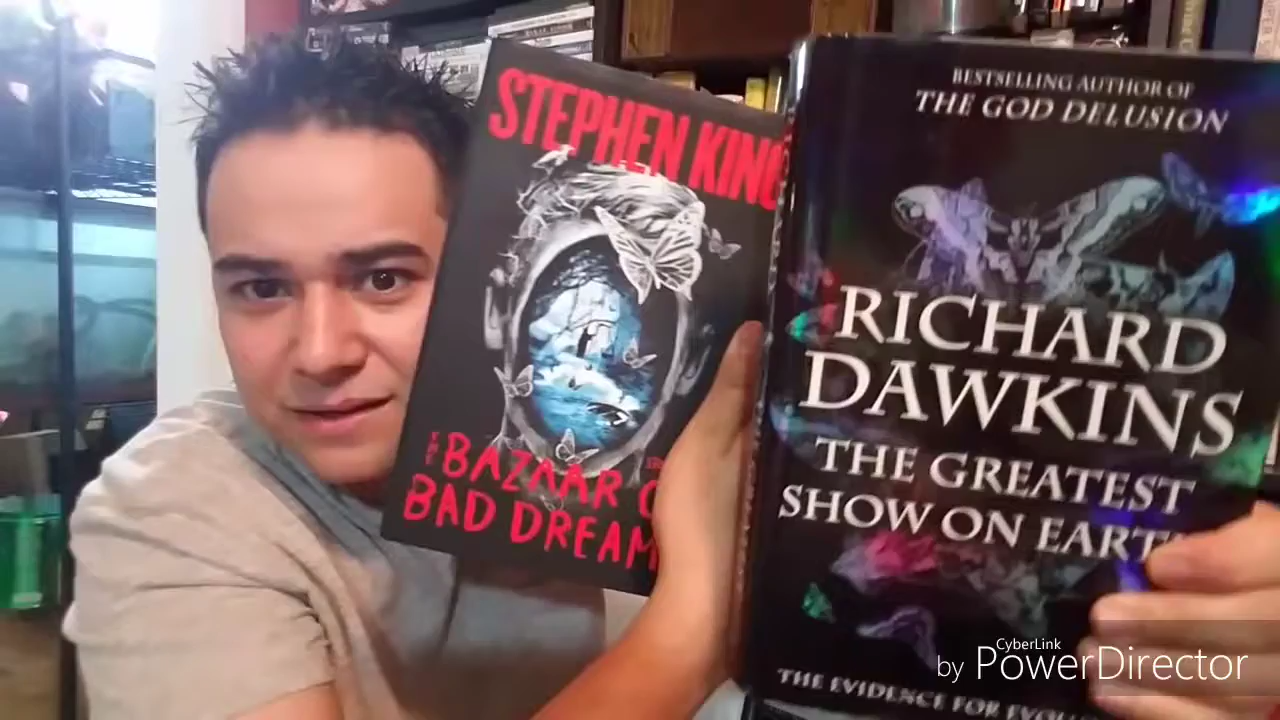 STEPHEN KING
BAZAAR O
BAD DREAM
BESTSELLING AUTHOR OF
THE GOD DELUSION
RICHARD
DAWKINS
THE GREATEST
SHOW ON EART
THE EVIDENCE FOR EVOLU
CyberLink
by PowerDirector